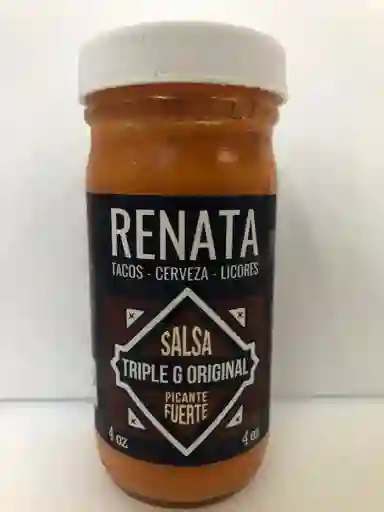 RENATA
TACOS - CERVEZA - LICORES
SALSA
TRIPLE G ORIGINAL
PICANTE
FUERTE
4 oz
4 oz